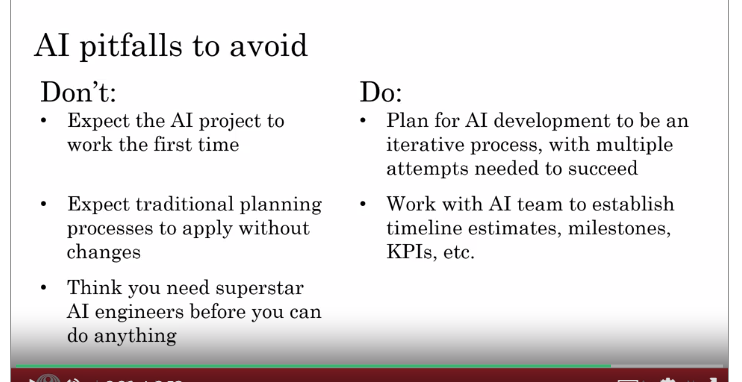 AI pitfalls to avoid
Don't:
• Expect the AI project to
work the first time
• Expect traditional planning
processes to apply without
changes
• Think you need superstar
AI engineers before you can
do anything
Do:
• Plan for AI development to be an
iterative process, with multiple
attempts needed to succeed
• Work with AI team to establish
timeline estimates, milestones,
KPIs, etc.